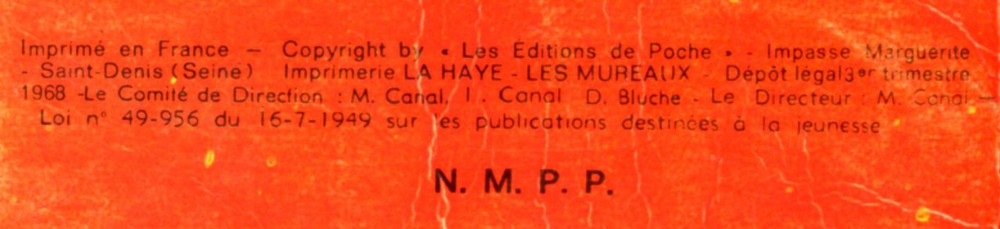 Imprimé en France - Copyright by « Les Editions de Poche » - Impasse Marguerite
- Saint-Denis (Seine) Imprimerie LA HAYE - LES MUREAUX - Dépôt légal 3er trimestre
1968 -Le Comité de Direction : M. Canal, I. Canal D. Bluche - Le Directeur : M. Canal -
Loi n° 49-956 du 16-7-1949 sur les publications destinées à la jeunesse
N. M. P. P.